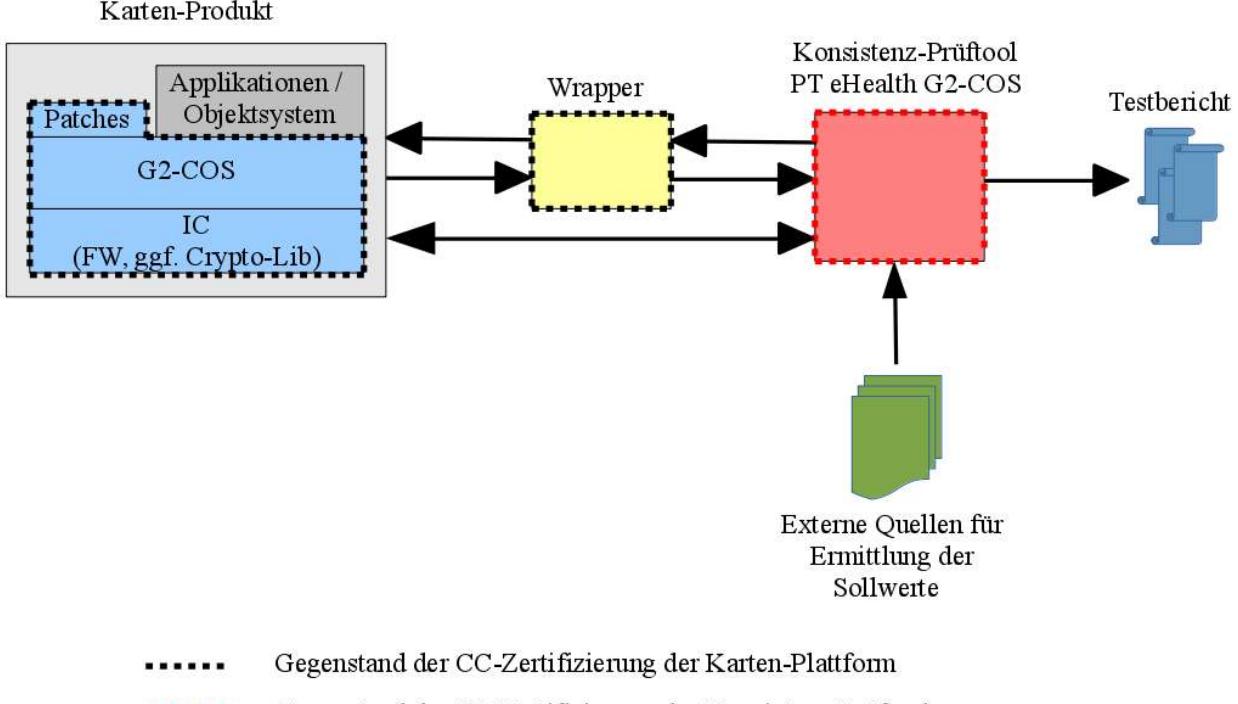 Karten-Produkt
Applikationen /
Objektsystem
Patches
G2-COS
IC
(FW, ggf. Crypto-Lib)
Wrapper
Konsistenz-Prüftool
PT eHealth G2-COS
Testbericht
Externe Quellen für
Ermittlung der
Sollwerte
Gegenstand der CC-Zertifizierung der Karten-Plattform